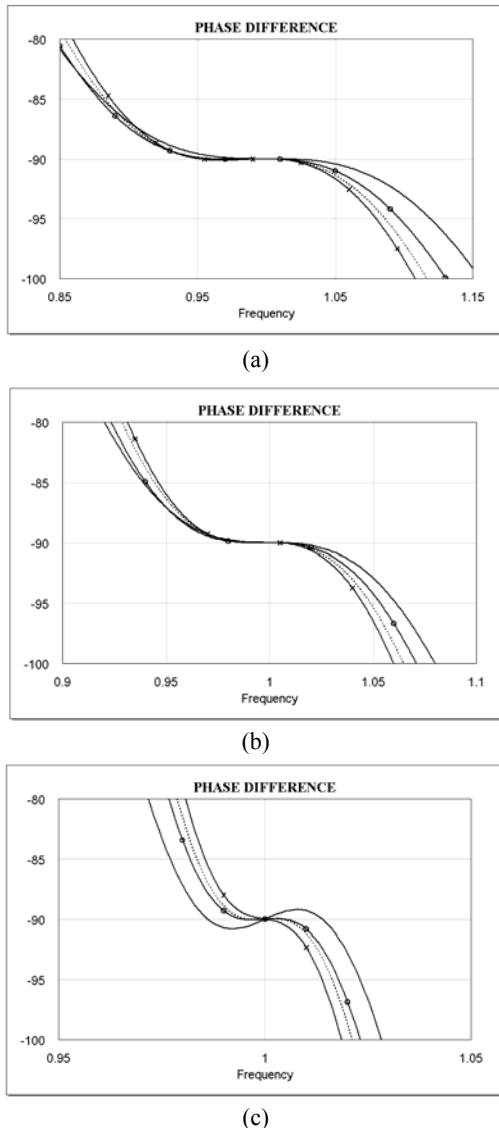 PHASE DIFFERENCE
-80
-85
-90
-95
-100
0.85 0.95 1.05 1.15
Frequency
(a)
PHASE DIFFERENCE
-80
-85
-90
-95
-100
0.9 0.95 1 1.05 1.1
Frequency
(b)
PHASE DIFFERENCE
-80
-85
-90
-95
-100
0.95 1 1.05
Frequency
(c)